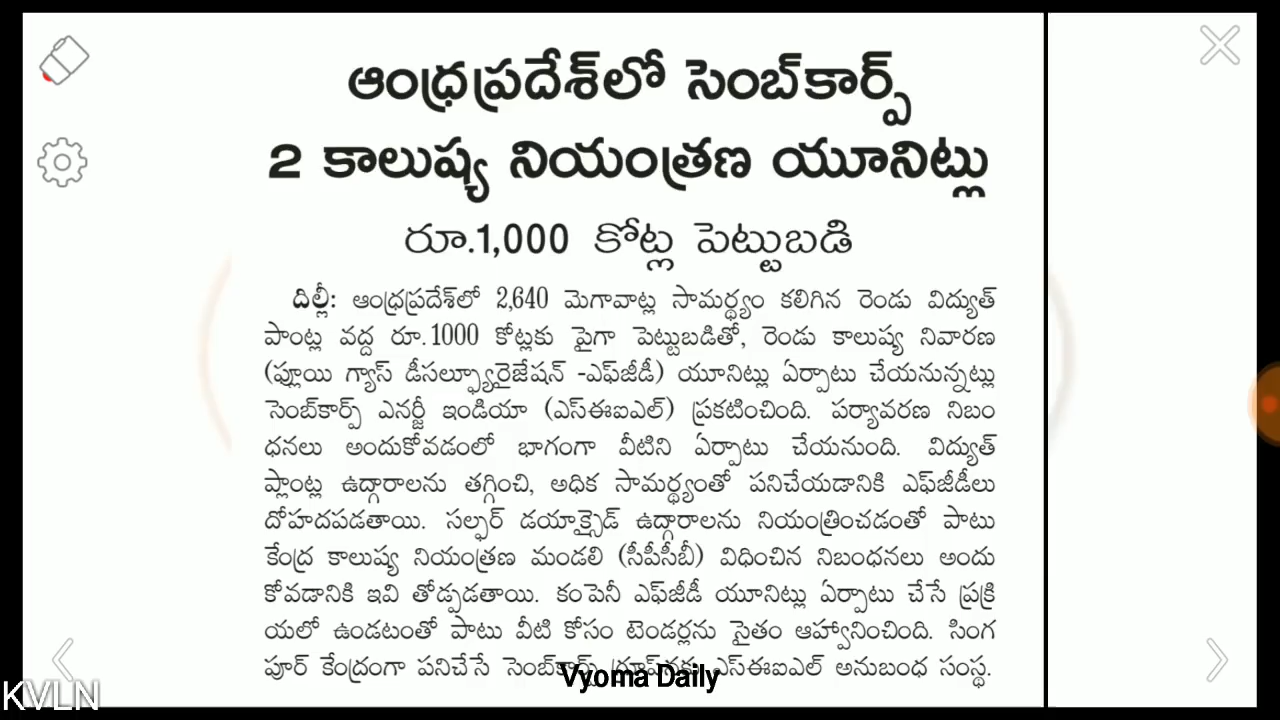 ఆంధ్రప్రదేశ్‌లో సెంబ్‌కార్ప్
2 కాలుష్య నియంత్రణ యూనిట్లు
రూ.1,000 కోట్ల పెట్టుబడి
దిల్లీ: ఆంధ్రప్రదేశ్‌లో 2,640 మెగావాట్ల సామర్థ్యం కలిగిన రెండు విద్యుత్
పాంట్ల వద్ద రూ.1000 కోట్లకు పైగా పెట్టుబడితో, రెండు కాలుష్య నివారణ
(ఫ్లూయి గ్యాస్ డీసల్ఫ్యూరైజేషన్ -ఎఫ్‌జీడీ) యూనిట్లు ఏర్పాటు చేయనున్నట్లు
సెంబ్‌కార్ప్ ఎనర్జీ ఇండియా (ఎస్‌ఈఐఎల్) ప్రకటించింది. పర్యావరణ నిబం
ధనలు అందుకోవడంలో భాగంగా వీటిని ఏర్పాటు చేయనుంది. విద్యుత్
ప్లాంట్ల ఉద్గారాలను తగ్గించి, అధిక సామర్థ్యంతో పనిచేయడానికి ఎఫ్‌జీడీలు
దోహదపడతాయి. సల్ఫర్ డయాక్సైడ్ ఉద్గారాలను నియంత్రించడంతో పాటు
కేంద్ర కాలుష్య నియంత్రణ మండలి (సీపీసీబీ) విధించిన నిబంధనలు అందు
కోవడానికి ఇవి తోడ్పడతాయి. కంపెనీ ఎఫ్‌జీడీ యూనిట్లు ఏర్పాటు చేసే ప్రక్రి
యలో ఉండటంతో పాటు వీటి కోసం టెండర్లను సైతం ఆహ్వానించింది. సింగ
పూర్ కేంద్రంగా పనిచేసే సెంబ్‌కార్ప్ ఎస్‌ఈఐఎల్ అనుబంధ సంస్థ.
Vyoma Daily
KVLN